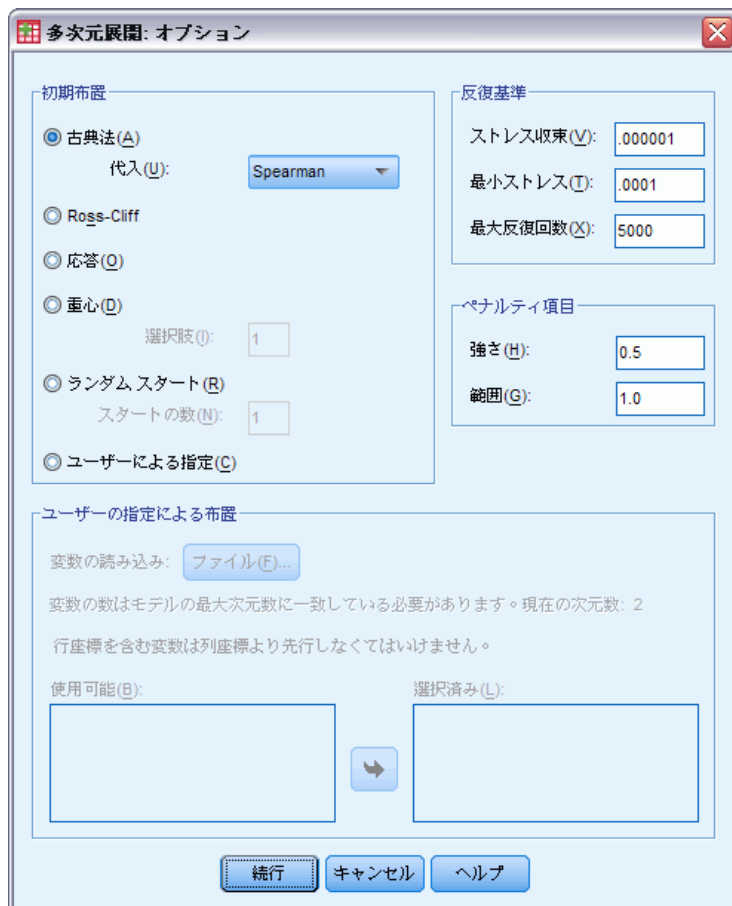 多次元展開: オプション
初期布置
古典法(A)
代入(U): Spearman
Ross-Cliff
応答(O)
重心(D)
選択肢(I): 1
ランダム スタート(R)
スタートの数(N): 1
ユーザーによる指定(C)
反復基準
ストレス収束(V): .000001
最小ストレス(T): .0001
最大反復回数(X): 5000
ペナルティ項目
強さ(H): 0.5
範囲(G): 1.0
ユーザーの指定による布置
変数の読み込み: ファイル(F)...
変数の数はモデルの最大次元数に一致している必要があります。現在の次元数: 2
行座標を含む変数は列座標より先行しなくてはいけません。
使用可能(B):
選択済み(L):
続行 キャンセル ヘルプ